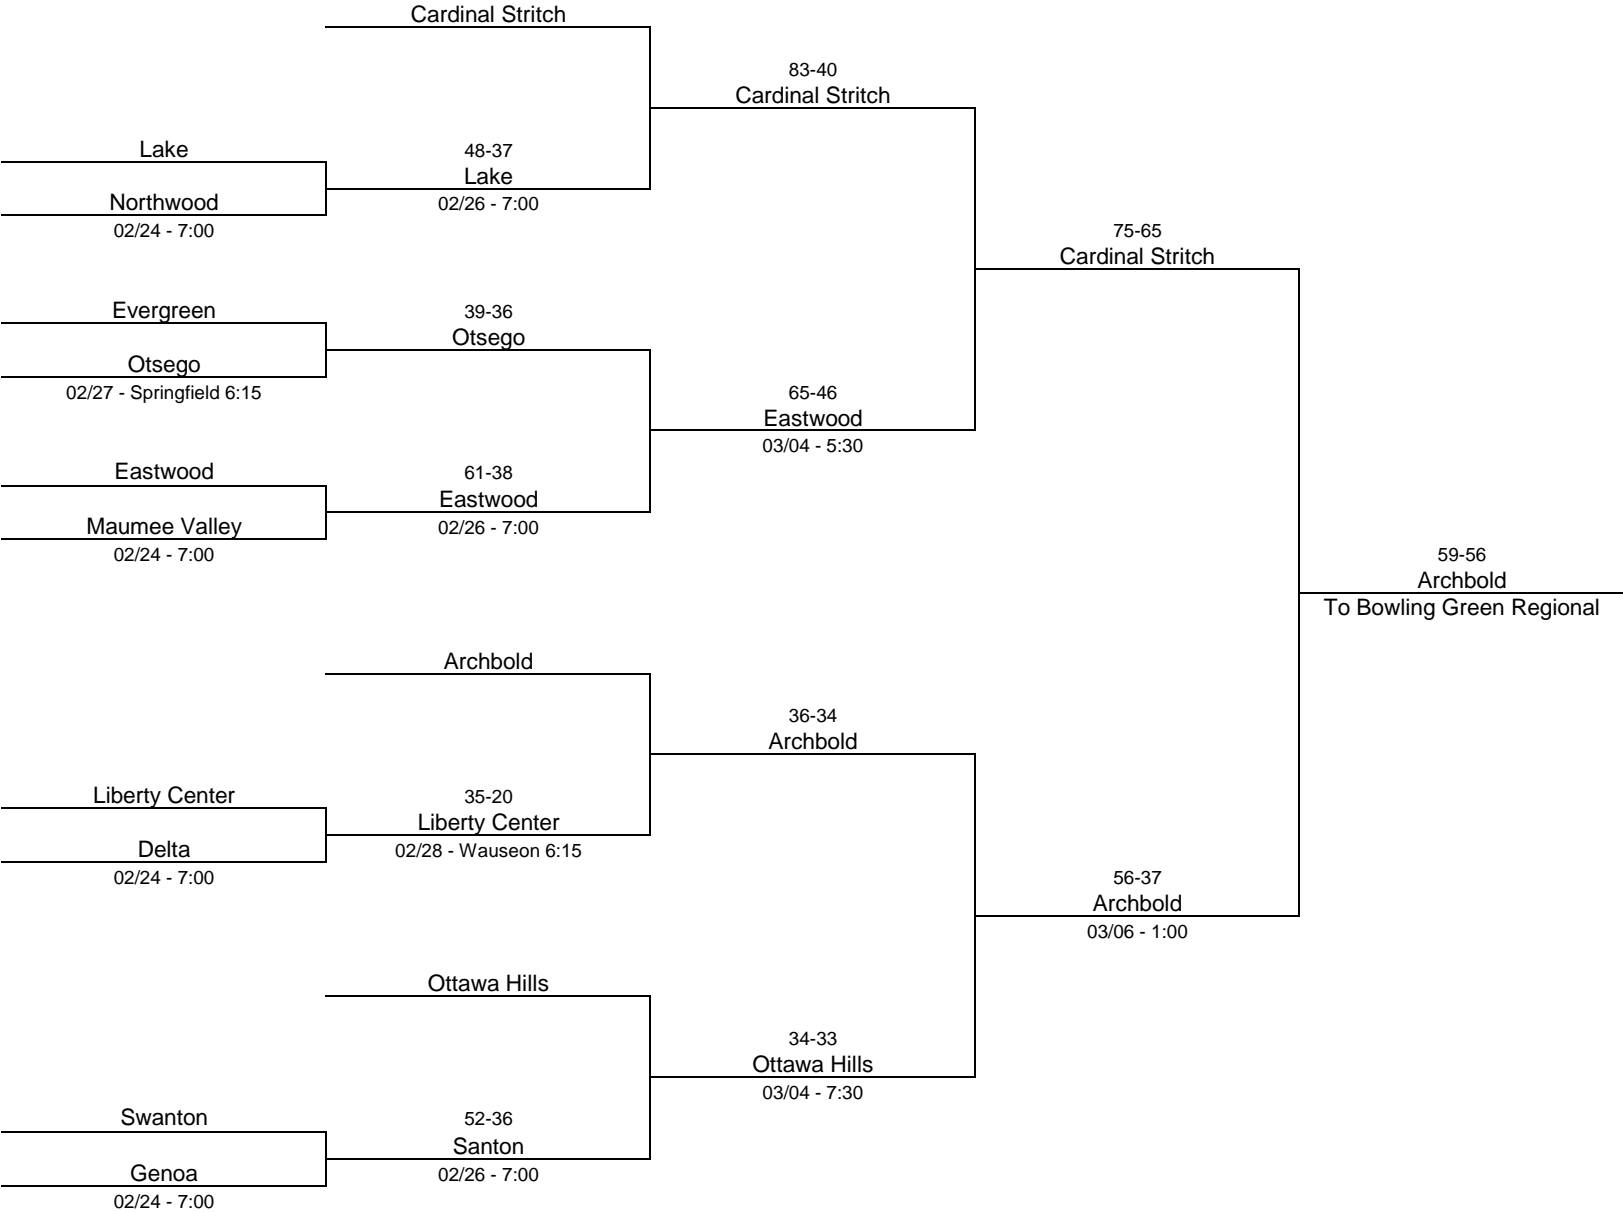 Cardinal Stritch
83-40
Cardinal Stritch
Lake
48-37
Lake
Northwood
02/26 - 7:00
02/24 - 7:00
75-65
Cardinal Stritch
Evergreen
39-36
Otsego
Otsego
02/27 - Springfield 6:15
65-46
Eastwood
03/04 - 5:30
Eastwood
61-38
Eastwood
Maumee Valley
02/26 - 7:00
02/24 - 7:00
59-56
Archbold
To Bowling Green Regional
Archbold
36-34
Archbold
Liberty Center
35-20
Liberty Center
Delta
02/28 - Wauseon 6:15
02/24 - 7:00
56-37
Archbold
03/06 - 1:00
Ottawa Hills
34-33
Ottawa Hills
03/04 - 7:30
Swanton
52-36
Santon
Genoa
02/26 - 7:00
02/24 - 7:00